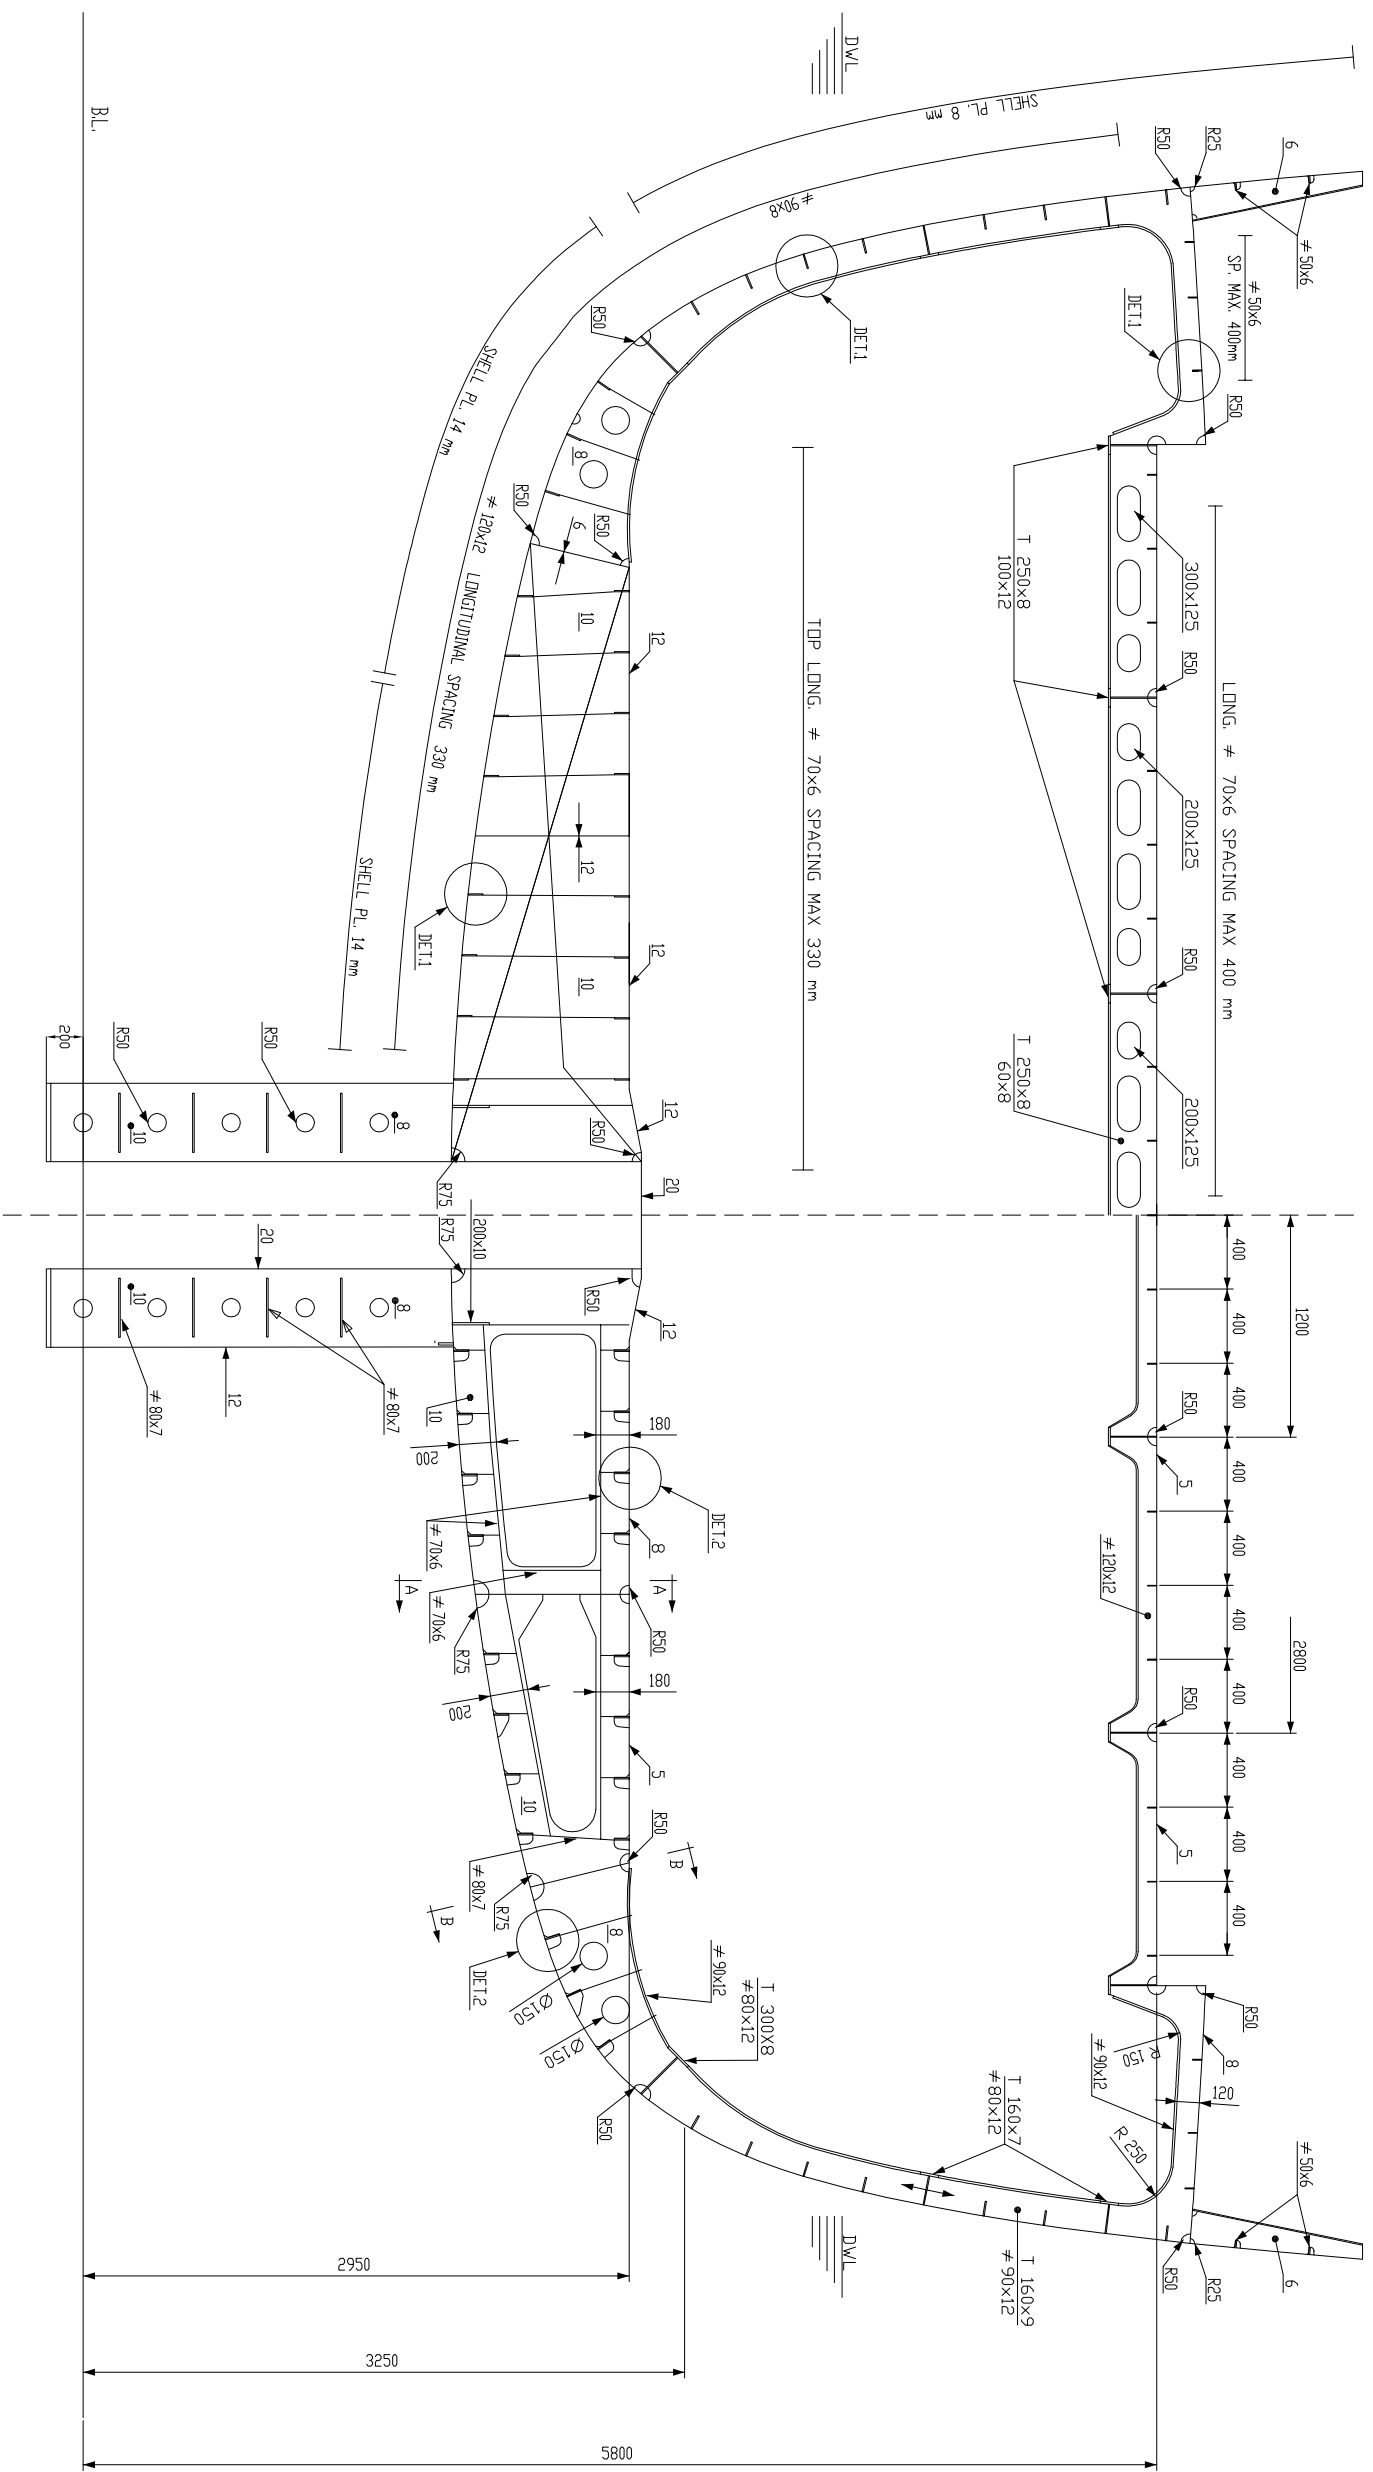 DWL
B.L.
SHELL PL. 8 mm
≠ 90x8
SHELL PL. 14 mm
≠ 120x12 LONGITUDINAL SPACING 330 mm
SHELL PL. 14 mm
R50
R25
6
≠ 50x6
≠ 50x6
SP. MAX. 400mm
DET.1
DET.1
R50
R50
8
R50
6
R50
10
12
12
DET.1
12
10
TOP LONG. ≠ 70x6 SPACING MAX 330 mm
T 250x8
100x12
300x125
R50
200x125
LONG. ≠ 70x6 SPACING MAX 400 mm
R50
T 250x8
60x8
200x125
200
R50
R50
10
8
12
R50
R75
20
R75
200x10
20
10
8
R50
12
12
≠ 80x7
≠ 80x7
10
200
180
DET.2
≠ 70x6
8
≠ 70x6
A
A
R75
R50
200
180
5
10
R50
≠ 80x7
R75
B
B
8
DET.2
Ø150
Ø150
≠ 90x12
T 300X8
≠ 80x12
R50
400
400
400
1200
R50
5
400
400
400
400
2800
≠ 120x12
R50
400
400
400
5
R50
8
R 150
≠ 90x12
120
T 160x7
≠ 80x12
R 250
≠ 50x6
6
R25
R50
T 160x9
≠ 90x12
DWL
2950
3250
5800